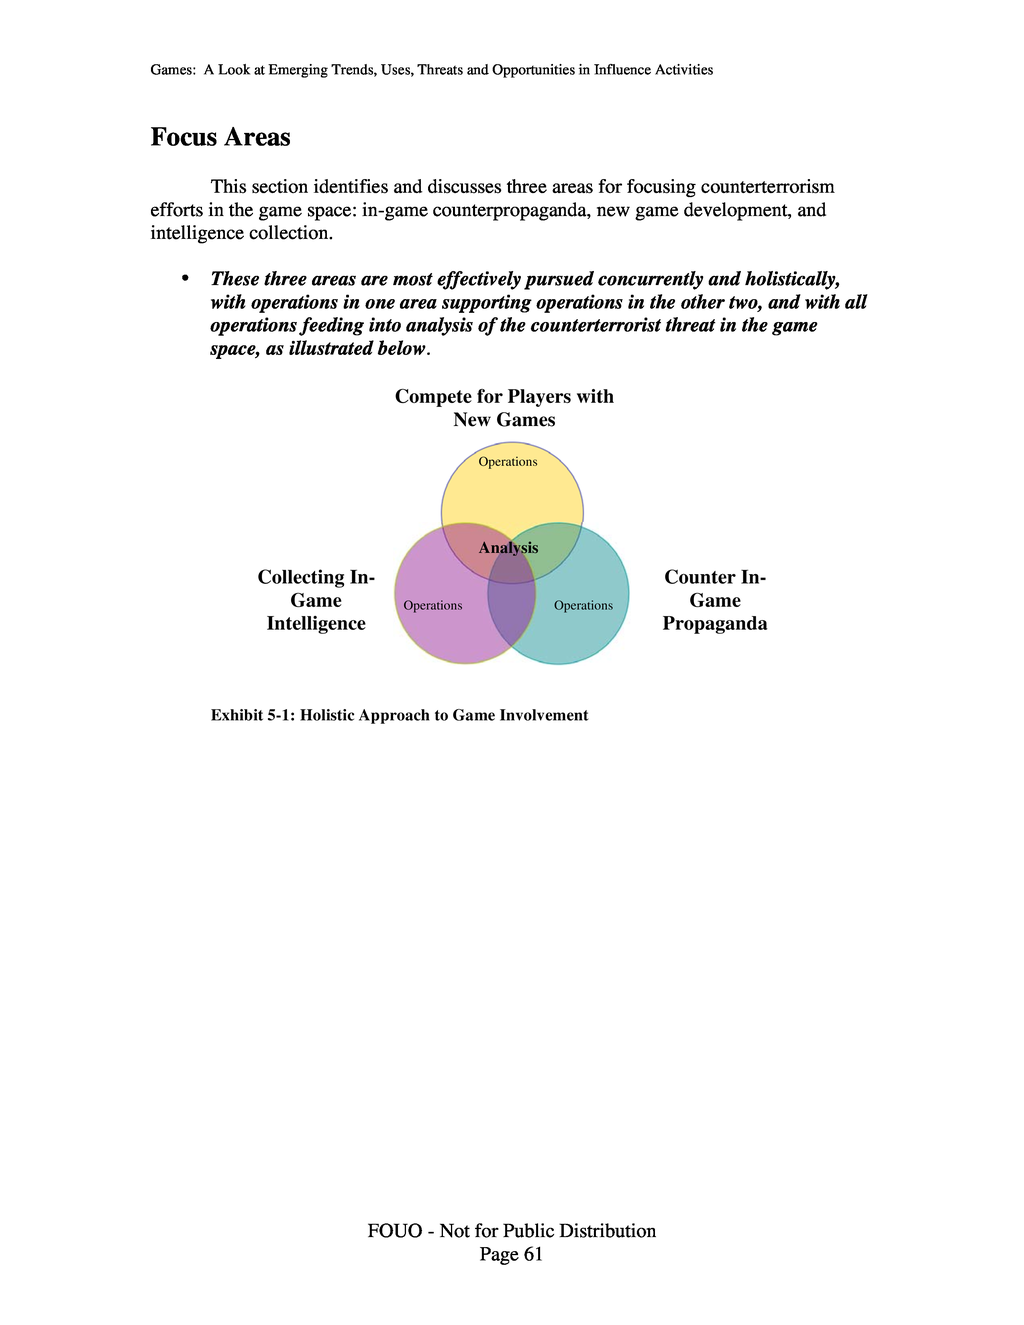 Games:  A Look at Emerging Trends, Uses, Threats and Opportunities in Influence Activities
Focus Areas
This section identifies and discusses three areas for focusing counterterrorism
efforts in the game space: in-game counterpropaganda, new game development, and
intelligence collection.
• These three areas are most effectively pursued concurrently and holistically,
with operations in one area supporting operations in the other two, and with all
operations feeding into analysis of the counterterrorist threat in the game
space, as illustrated below.
Compete for Players with
New Games
Operations
Analysis
Collecting In-
Game
Intelligence
Operations
Operations
Counter In-
Game
Propaganda
Exhibit 5-1: Holistic Approach to Game Involvement
FOUO - Not for Public Distribution
Page 61